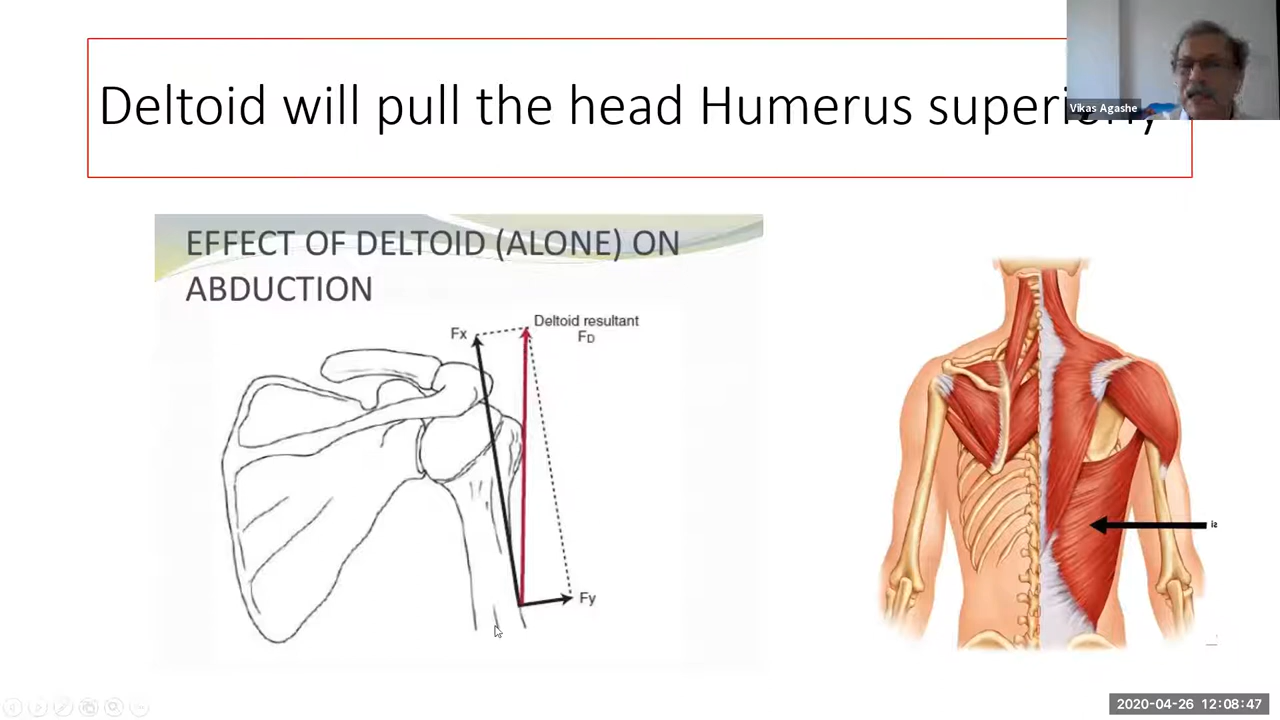 Deltoid will pull the head Humerus
Vikas Agashe
EFFECT OF DELTOID (ALONE) ON
ABDUCTION
Fx
Deltoid resultant
FD
Fy
2020-04-26 12:08:47